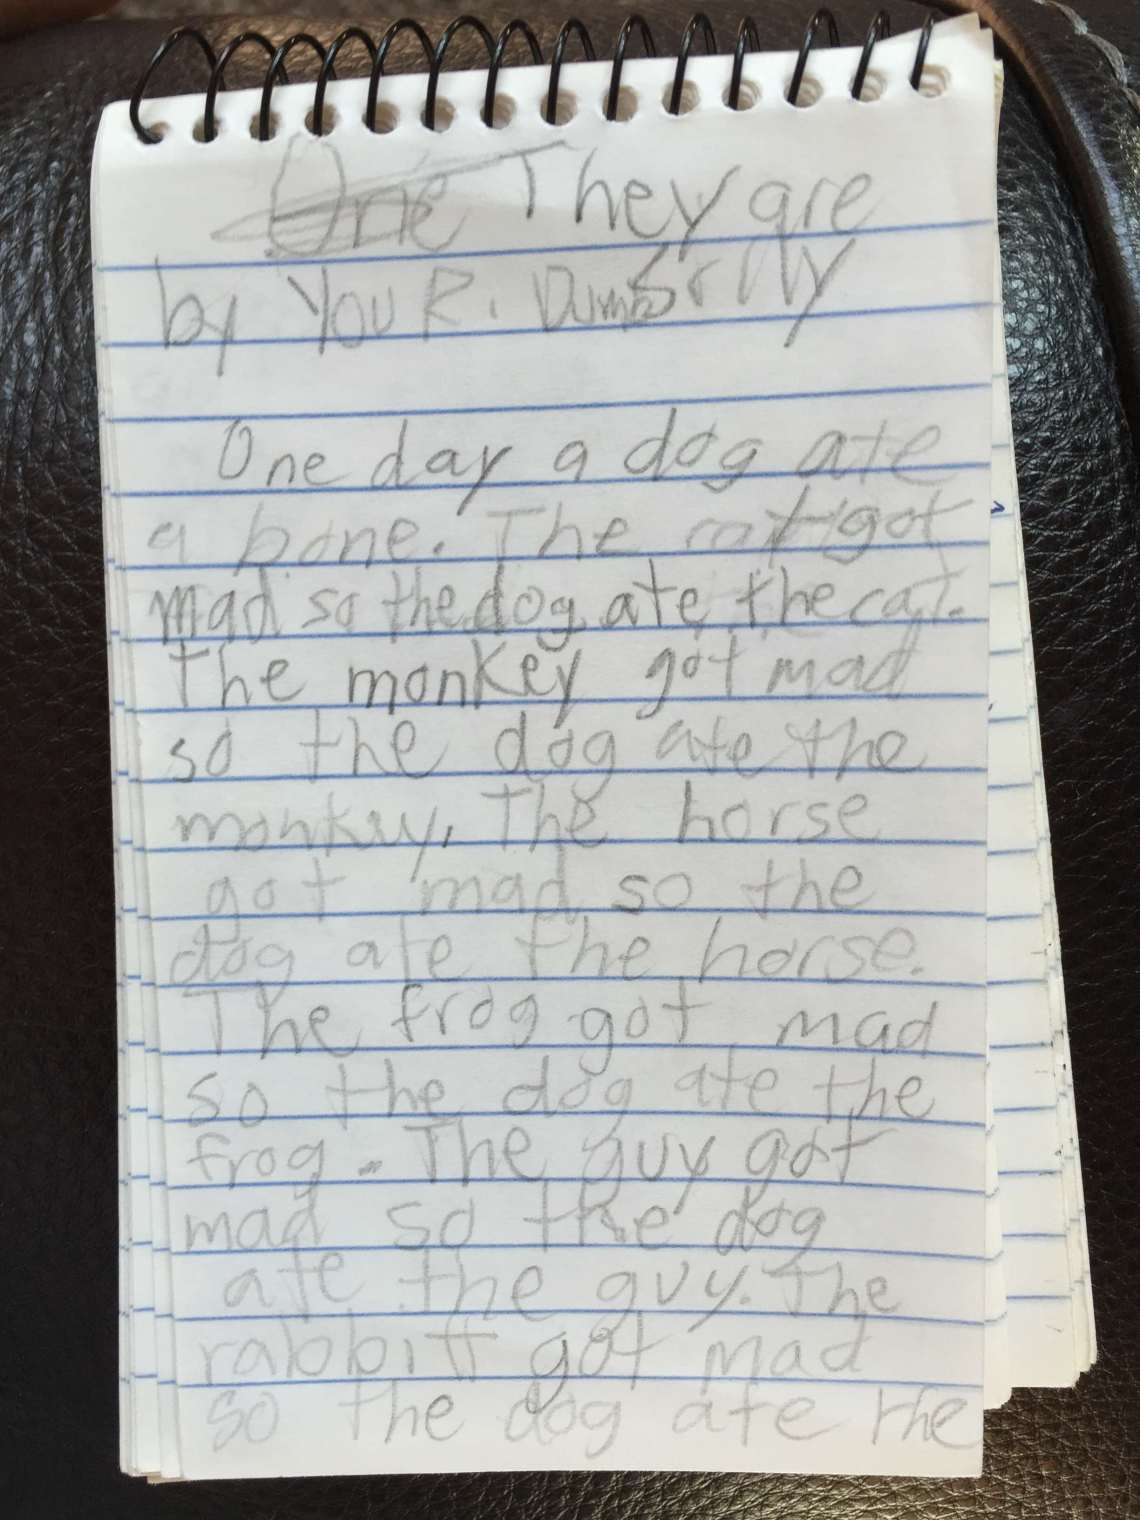 One They are
by You R. Dumb Silly
One day a dog ate
a bone. The cat got
mad so the dog ate the cat.
The monkey got mad
so the dog ate the
monkey. The horse
got mad so the
dog ate the horse.
The frog got mad
so the dog ate the
frog. The guy got
mad so the dog
ate the guy. The
rabbitt got mad
so the dog ate the